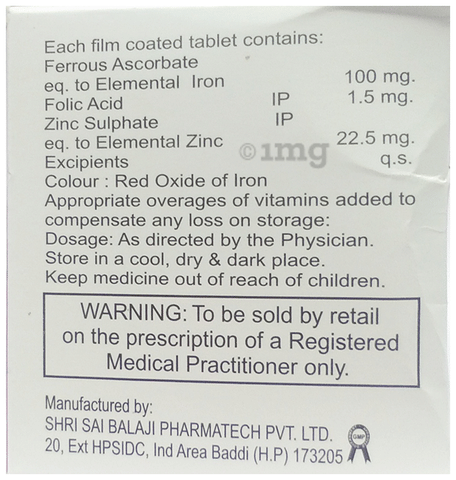 Each film coated tablet contains:
Ferrous Ascorbate
eq. to Elemental Iron 100 mg.
Folic Acid IP 1.5 mg.
Zinc Sulphate IP
eq. to Elemental Zinc 22.5 mg.
Excipients q.s.
Colour : Red Oxide of Iron
Appropriate overages of vitamins added to
compensate any loss on storage:
Dosage: As directed by the Physician.
Store in a cool, dry & dark place.
Keep medicine out of reach of children.
WARNING: To be sold by retail
on the prescription of a Registered
Medical Practitioner only.
Manufactured by:
SHRI SAI BALAJI PHARMATECH PVT. LTD.
20, Ext HPSIDC, Ind Area Baddi (H.P) 173205
GMP
©1mg